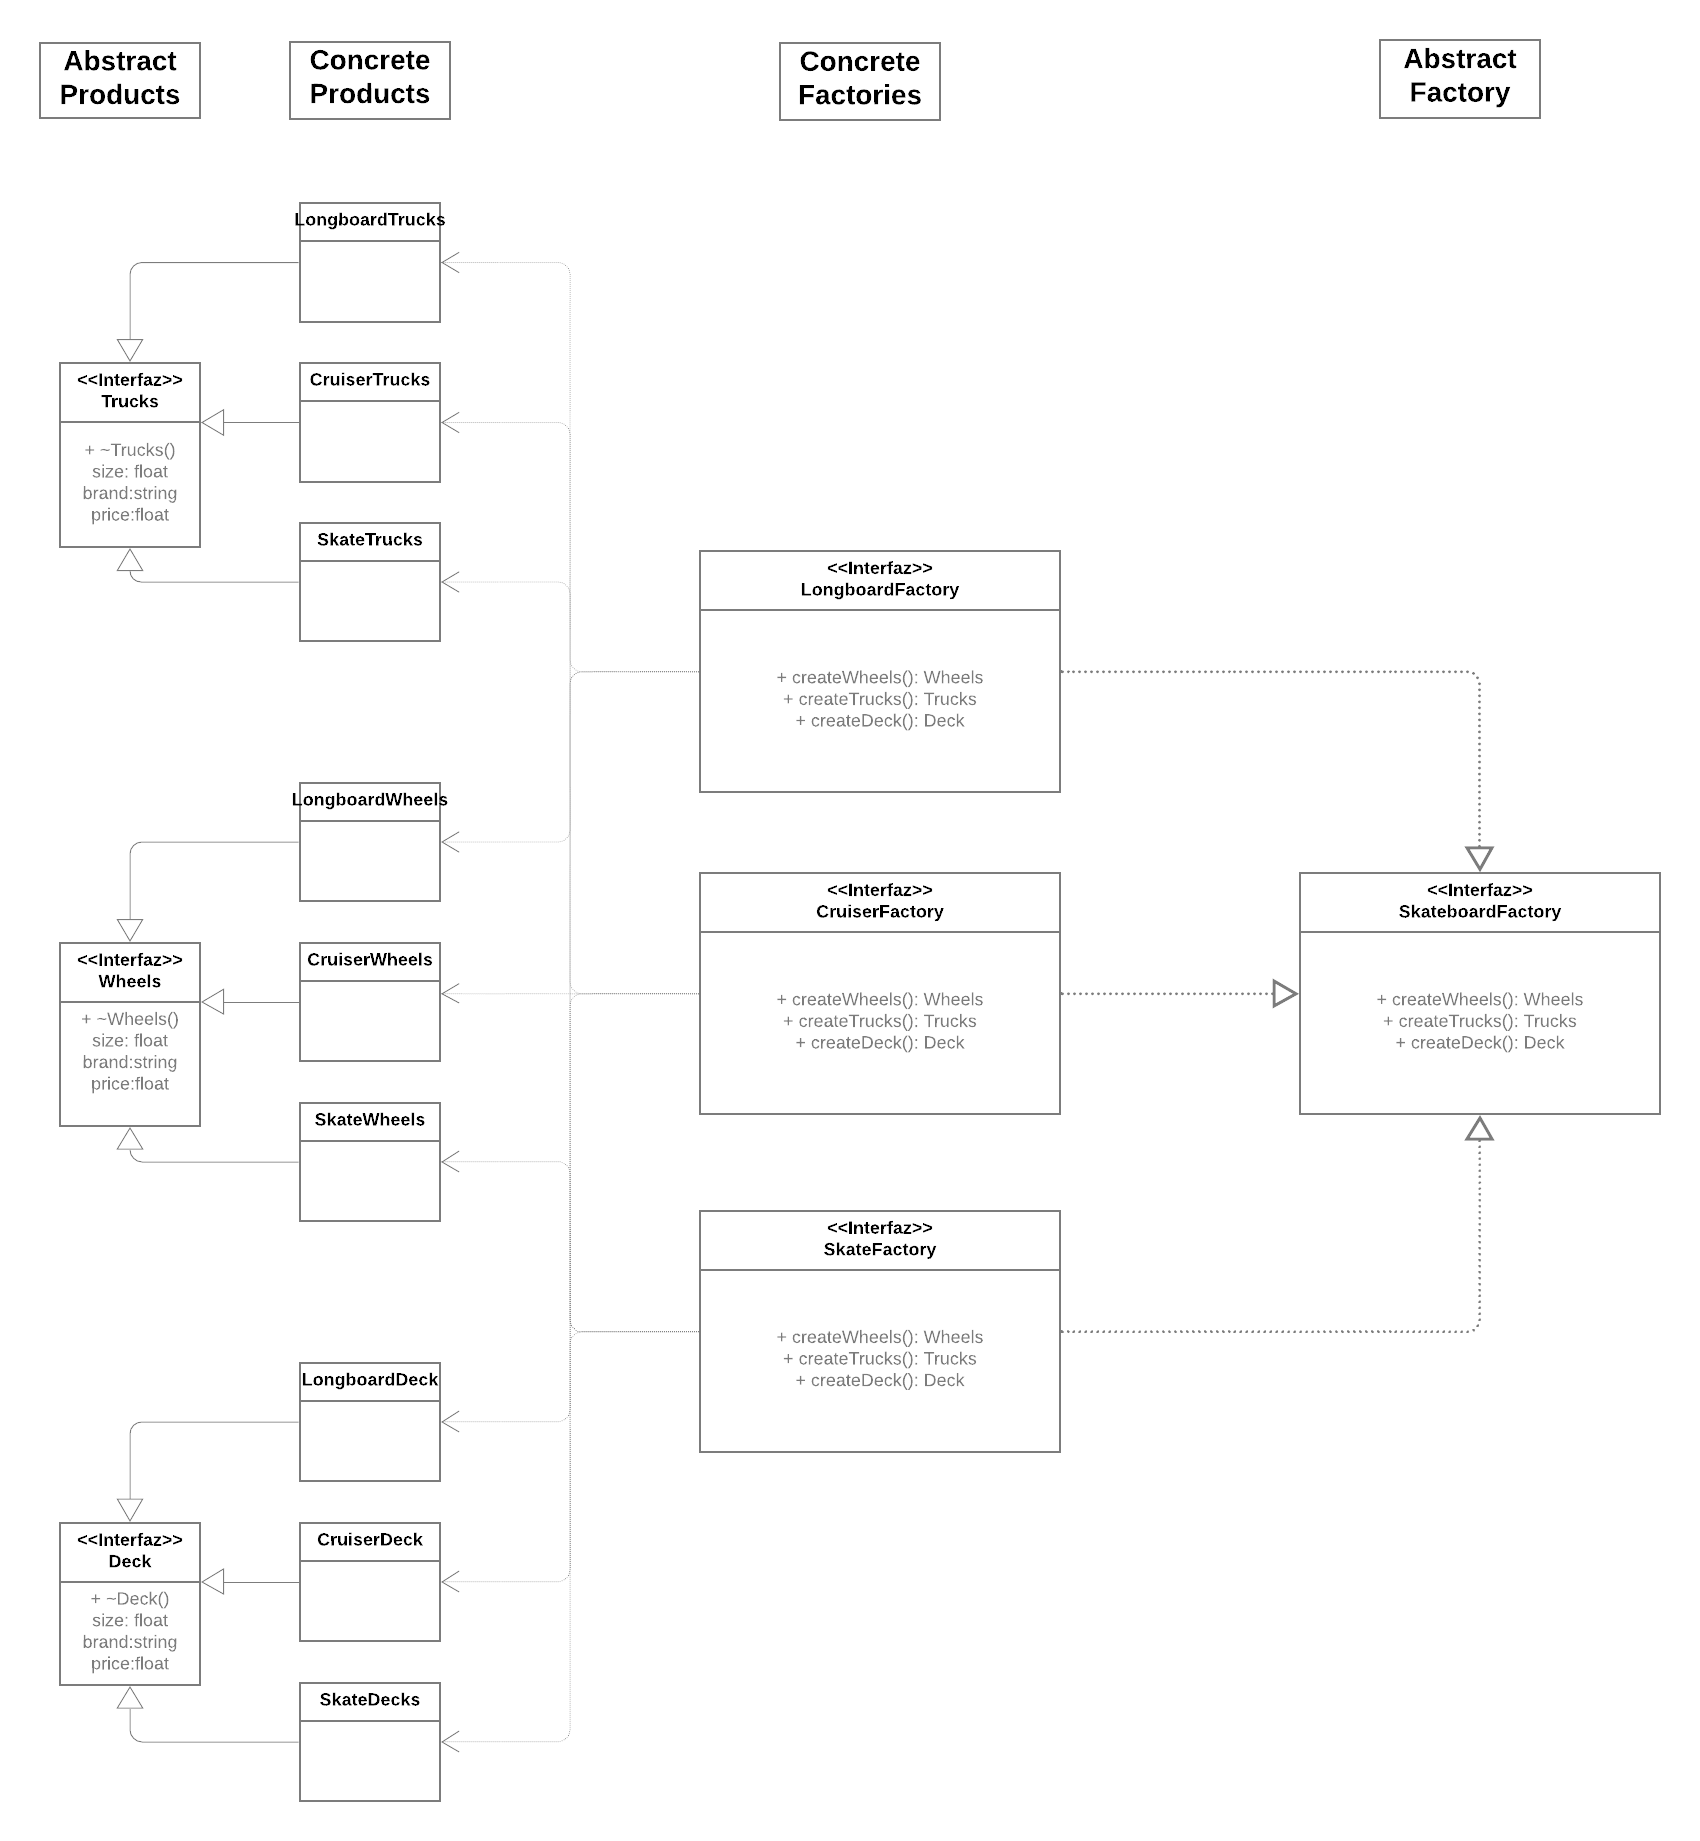 Abstract
Products
Concrete
Products
Concrete
Factories
Abstract
Factory
LongboardTrucks
<<Interfaz>>
Trucks
+ ~Trucks()
size: float
brand:string
price:float
CruiserTrucks
SkateTrucks
<<Interfaz>>
LongboardFactory
+ createWheels(): Wheels
+ createTrucks(): Trucks
+ createDeck(): Deck
LongboardWheels
<<Interfaz>>
Wheels
+ ~Wheels()
size: float
brand:string
price:float
CruiserWheels
SkateWheels
<<Interfaz>>
CruiserFactory
+ createWheels(): Wheels
+ createTrucks(): Trucks
+ createDeck(): Deck
<<Interfaz>>
SkateboardFactory
+ createWheels(): Wheels
+ createTrucks(): Trucks
+ createDeck(): Deck
<<Interfaz>>
SkateFactory
+ createWheels(): Wheels
+ createTrucks(): Trucks
+ createDeck(): Deck
LongboardDeck
<<Interfaz>>
Deck
+ ~Deck()
size: float
brand:string
price:float
CruiserDeck
SkateDecks